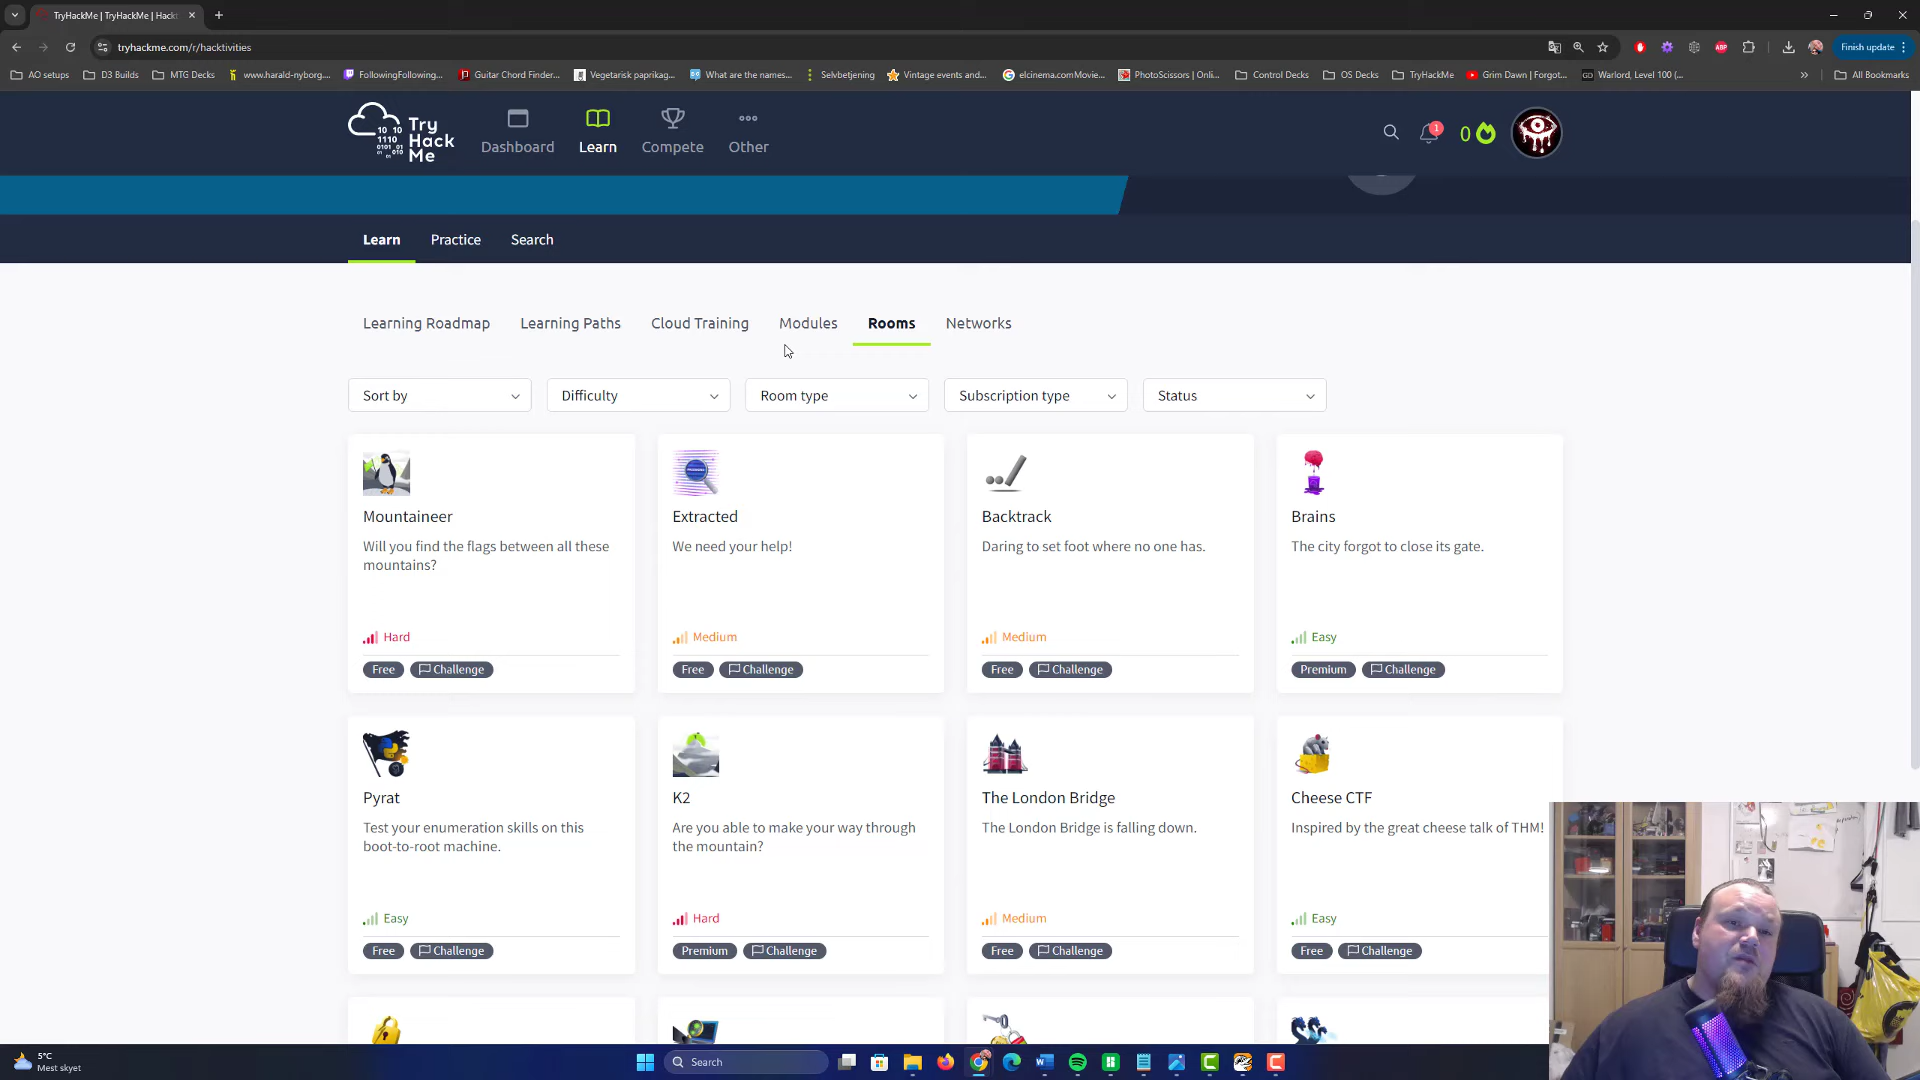 TryHackMe | TryHackMe | Hack
tryhackme.com/r/hacktivities
Finish update
AO setups
D3 Builds
MTG Decks
www.harald-nyborg....
FollowingFollowing...
Guitar Chord Finder...
Vegetarisk paprikag...
What are the names...
Selvbetjening
Vintage events and...
elcinema.comMovie...
PhotoScissors | Onli...
Control Decks
OS Decks
TryHackMe
Grim Dawn | Forgot...
Warlord, Level 100 (...
All Bookmarks
Try
Hack
Me
Dashboard
Learn
Compete
Other
1
0
Learn
Practice
Search
Learning Roadmap
Learning Paths
Cloud Training
Modules
Rooms
Networks
Sort by
Difficulty
Room type
Subscription type
Status
Mountaineer
Will you find the flags between all these
mountains?
Hard
Free
Challenge
Extracted
We need your help!
Medium
Free
Challenge
Backtrack
Daring to set foot where no one has.
Medium
Free
Challenge
Brains
The city forgot to close its gate.
Easy
Premium
Challenge
Pyrat
Test your enumeration skills on this
boot-to-root machine.
Easy
Free
Challenge
K2
Are you able to make your way through
the mountain?
Hard
Premium
Challenge
The London Bridge
The London Bridge is falling down.
Medium
Free
Challenge
Cheese CTF
Inspired by the great cheese talk of THM!
Easy
Free
Challenge
5°C
Mest skyet
Search